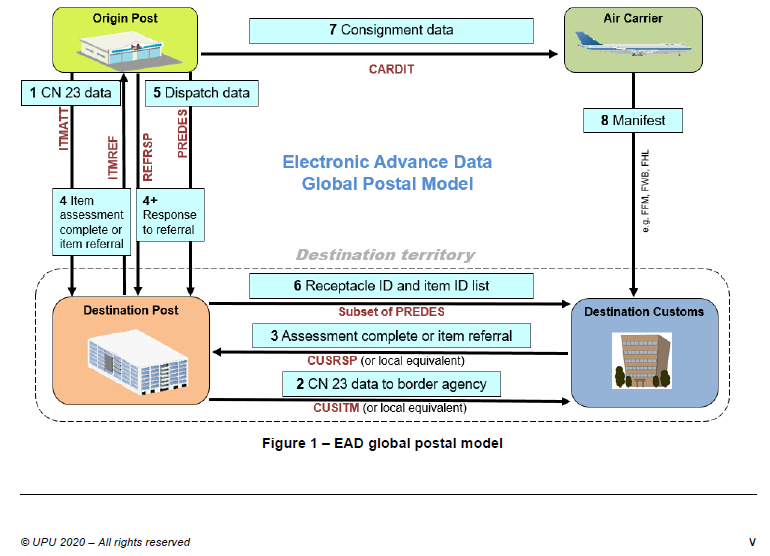 Origin Post
Air Carrier
7 Consignment data
CARDIT
1 CN 23 data
5 Dispatch data
8 Manifest
ITMATT
ITMREF
REFRSP
PREDES
Electronic Advance Data
Global Postal Model
e.g. FFM, FWB, FHL
4 Item
assessment
complete or
item referral
4+
Response
to referral
Destination territory
6 Receptacle ID and item ID list
Subset of PREDES
Destination Post
Destination Customs
3 Assessment complete or item referral
CUSRSP (or local equivalent)
2 CN 23 data to border agency
CUSITM (or local equivalent)
Figure 1 – EAD global postal model
© UPU 2020 – All rights reserved
v